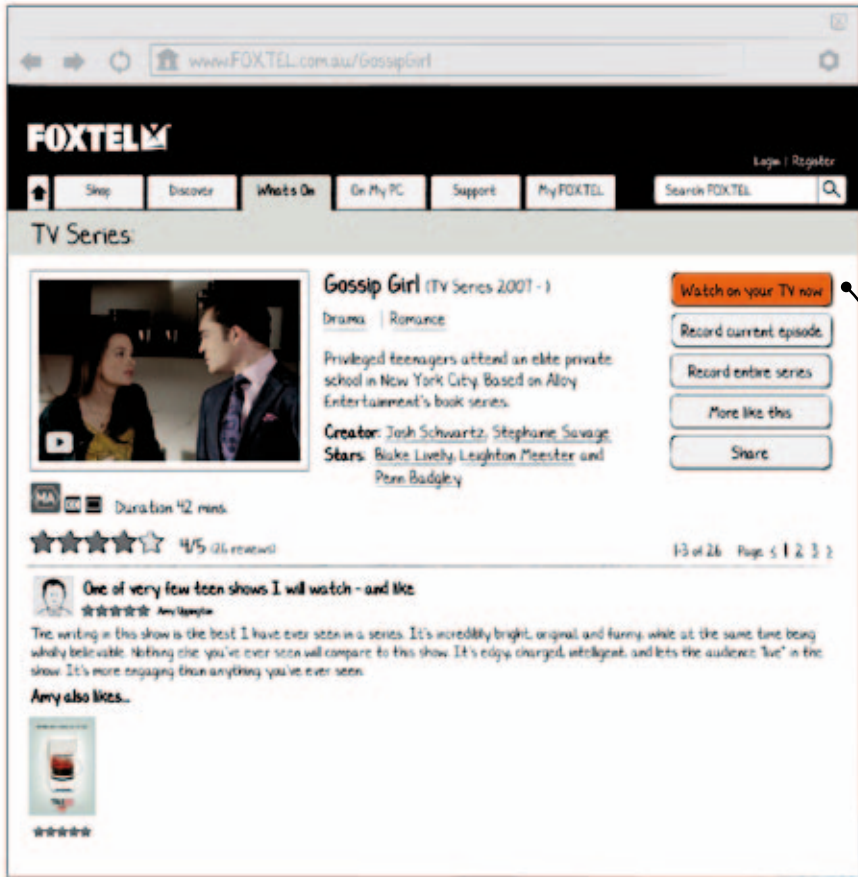 www.FOXTEL.com.au/GossipGirl
FOXTEL
Login | Register
Shop
Discover
What's On
On My PC
Support
My FOXTEL
Search FOXTEL
TV Series:
Gossip Girl (TV Series 2007 - )
Drama | Romance
Privileged teenagers attend an elite private
school in New York City. Based on Alloy
Entertainment's book series.
Creator: Josh Schwartz, Stephanie Savage
Stars: Blake Lively, Leighton Meester and
Penn Badgley
Watch on your TV now
Record current episode
Record entire series
More like this
Share
MA
Duration 42 mins.
4/5 (26 reviews)
1-3 of 26 Page < 1 2 3 >
One of very few teen shows I will watch - and like
Amy
The writing in this show is the best I have ever seen in a series. It's incredibly bright, original and funny, while at the same time being
wholly believable. Nothing else you've ever seen will compare to this show. It's edgy, charged, intelligent, and lets the audience "live" in the
show. It's more engaging than anything you've ever seen.
Amy also likes...